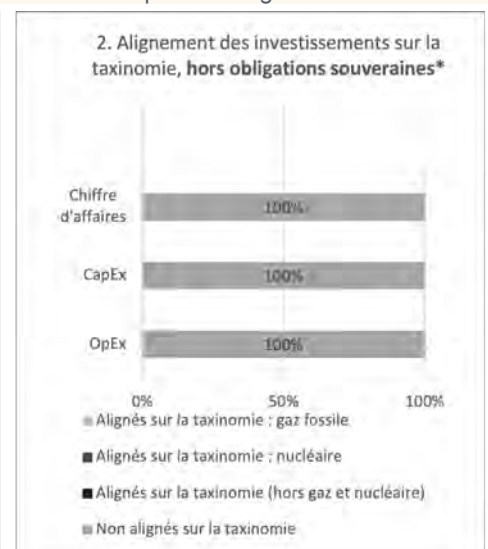 2. Alignement des investissements sur la
taxinomie, hors obligations souveraines*
Chiffre
d'affaires
100%
CapEx
100%
OpEx
100%
0%
50%
100%
Alignés sur la taxinomie : gaz fossile
Alignés sur la taxinomie : nucléaire
Alignés sur la taxinomie (hors gaz et nucléaire)
Non alignés sur la taxinomie